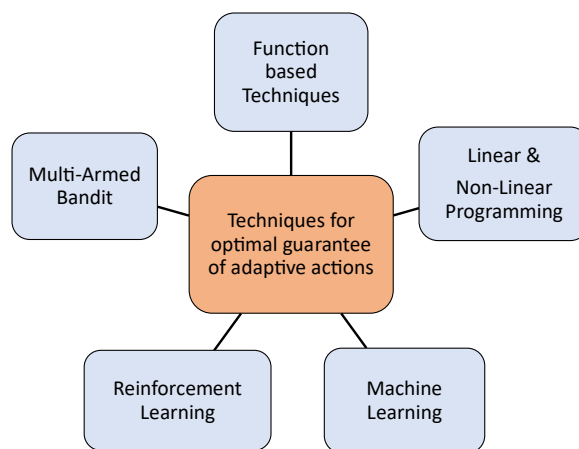 Function
based
Techniques
Multi-Armed
Bandit
Linear &
Non-Linear
Programming
Techniques for
optimal guarantee
of adaptive actions
Reinforcement
Learning
Machine
Learning